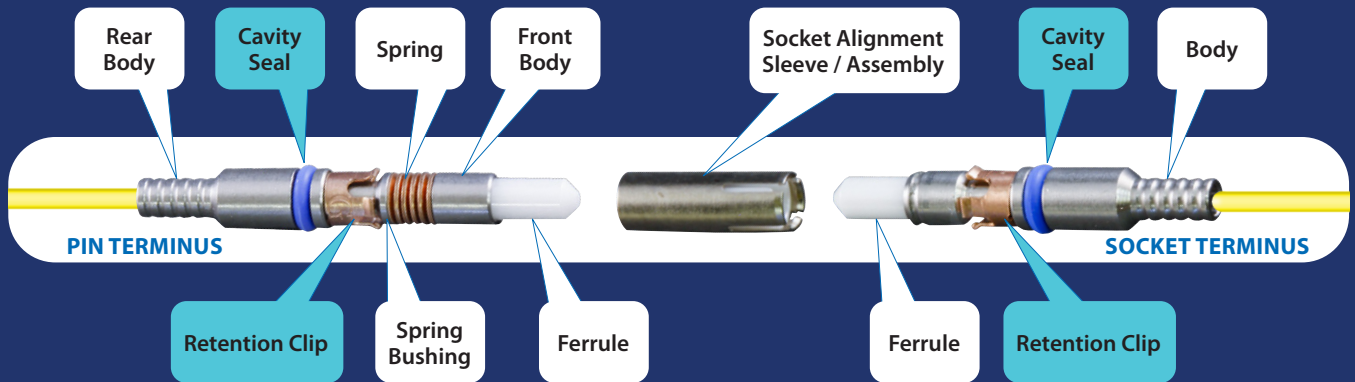 Rear
Body
Cavity
Seal
Spring
Front
Body
Socket Alignment
Sleeve / Assembly
Cavity
Seal
Body
PIN TERMINUS
SOCKET TERMINUS
Retention Clip
Spring
Bushing
Ferrule
Ferrule
Retention Clip